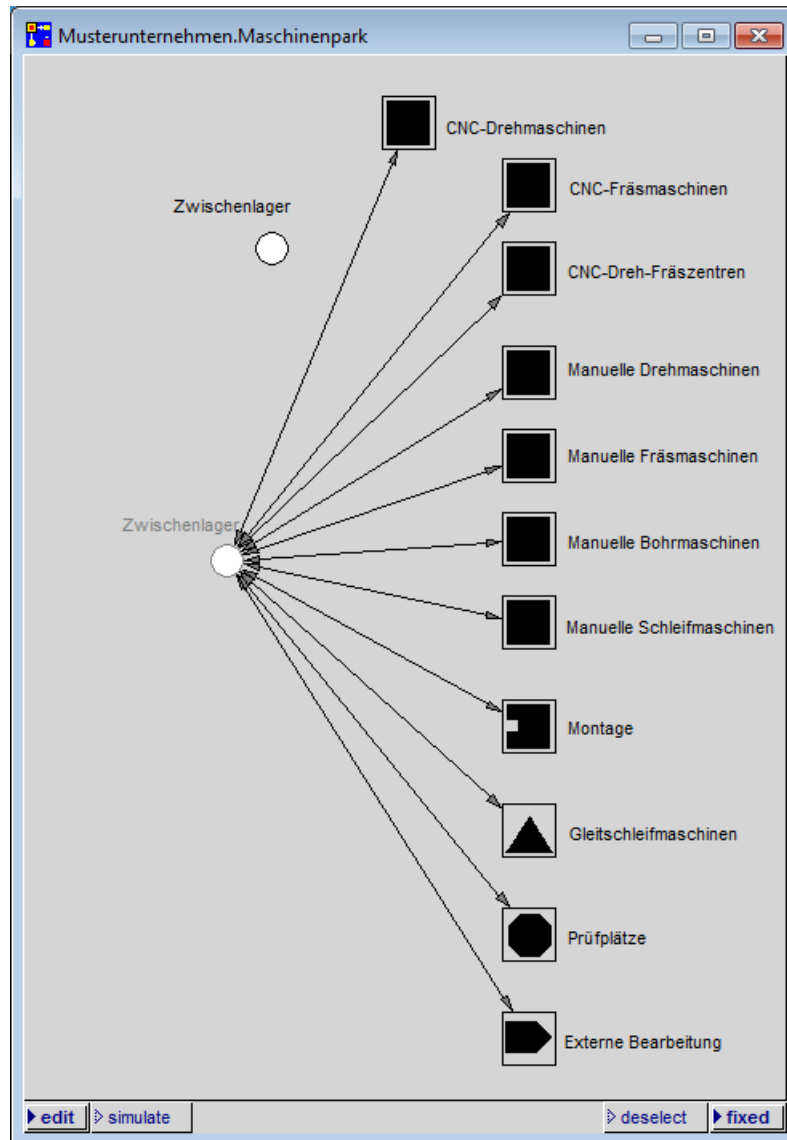 Musterunternehmen.Maschinenpark
CNC-Drehmaschinen
CNC-Fräsmaschinen
Zwischenlager
CNC-Dreh-Fräszentren
Manuelle Drehmaschinen
Manuelle Fräsmaschinen
Zwischenlager
Manuelle Bohrmaschinen
Manuelle Schleifmaschinen
Montage
Gleitschleifmaschinen
Prüfplätze
Externe Bearbeitung
edit simulate deselect fixed